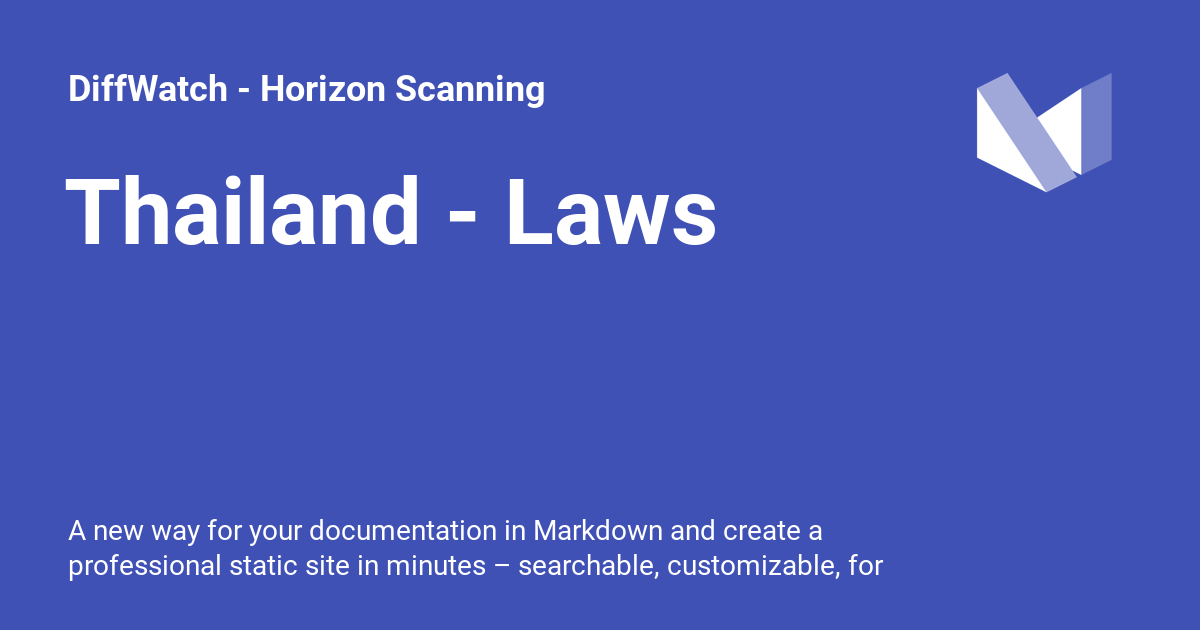 DiffWatch - Horizon Scanning
Thailand - Laws
A new way for your documentation in Markdown and create a
professional static site in minutes – searchable, customizable, for